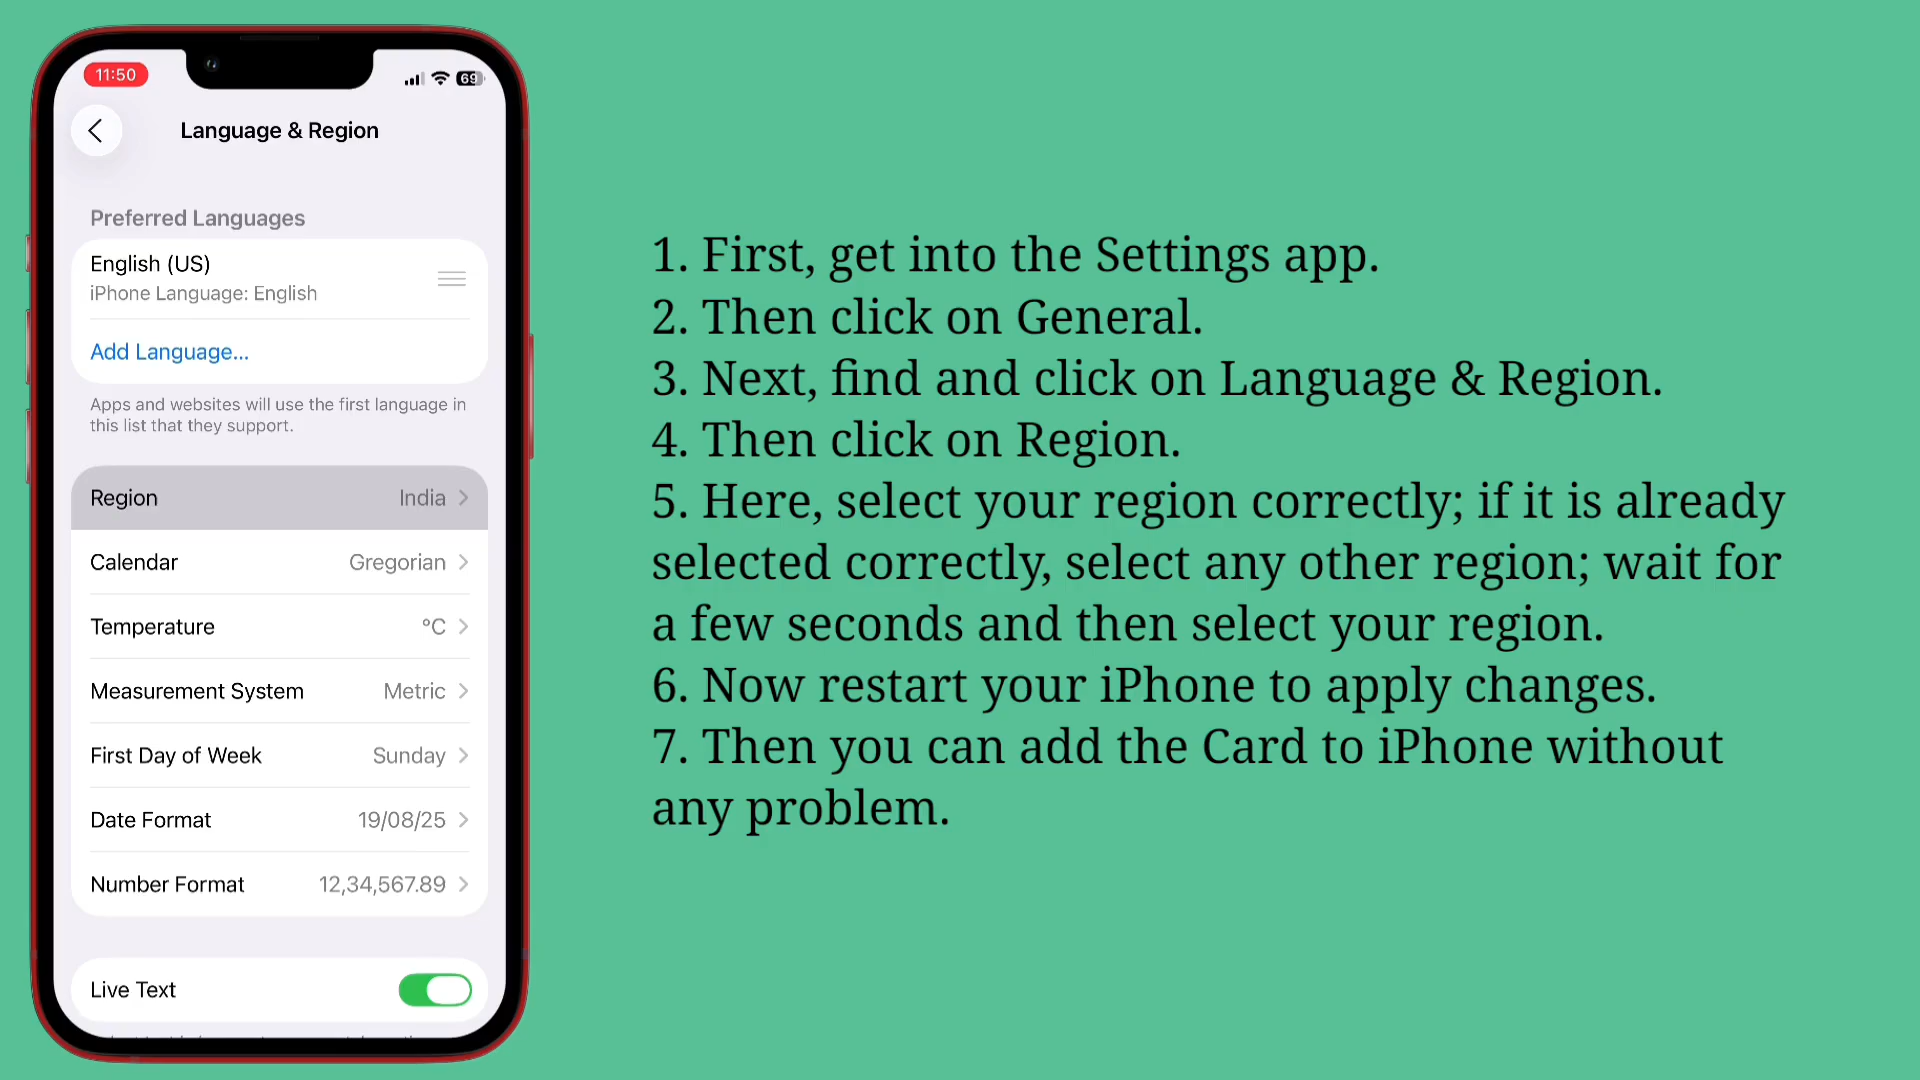 11:50
69
Language & Region
Preferred Languages
English (US)
iPhone Language: English
Add Language...
Apps and websites will use the first language in
this list that they support.
Region India
Calendar Gregorian
Temperature °C
Measurement System Metric
First Day of Week Sunday
Date Format 19/08/25
Number Format 12,34,567.89
Live Text
1. First, get into the Settings app.
2. Then click on General.
3. Next, find and click on Language & Region.
4. Then click on Region.
5. Here, select your region correctly; if it is already
selected correctly, select any other region; wait for
a few seconds and then select your region.
6. Now restart your iPhone to apply changes.
7. Then you can add the Card to iPhone without
any problem.